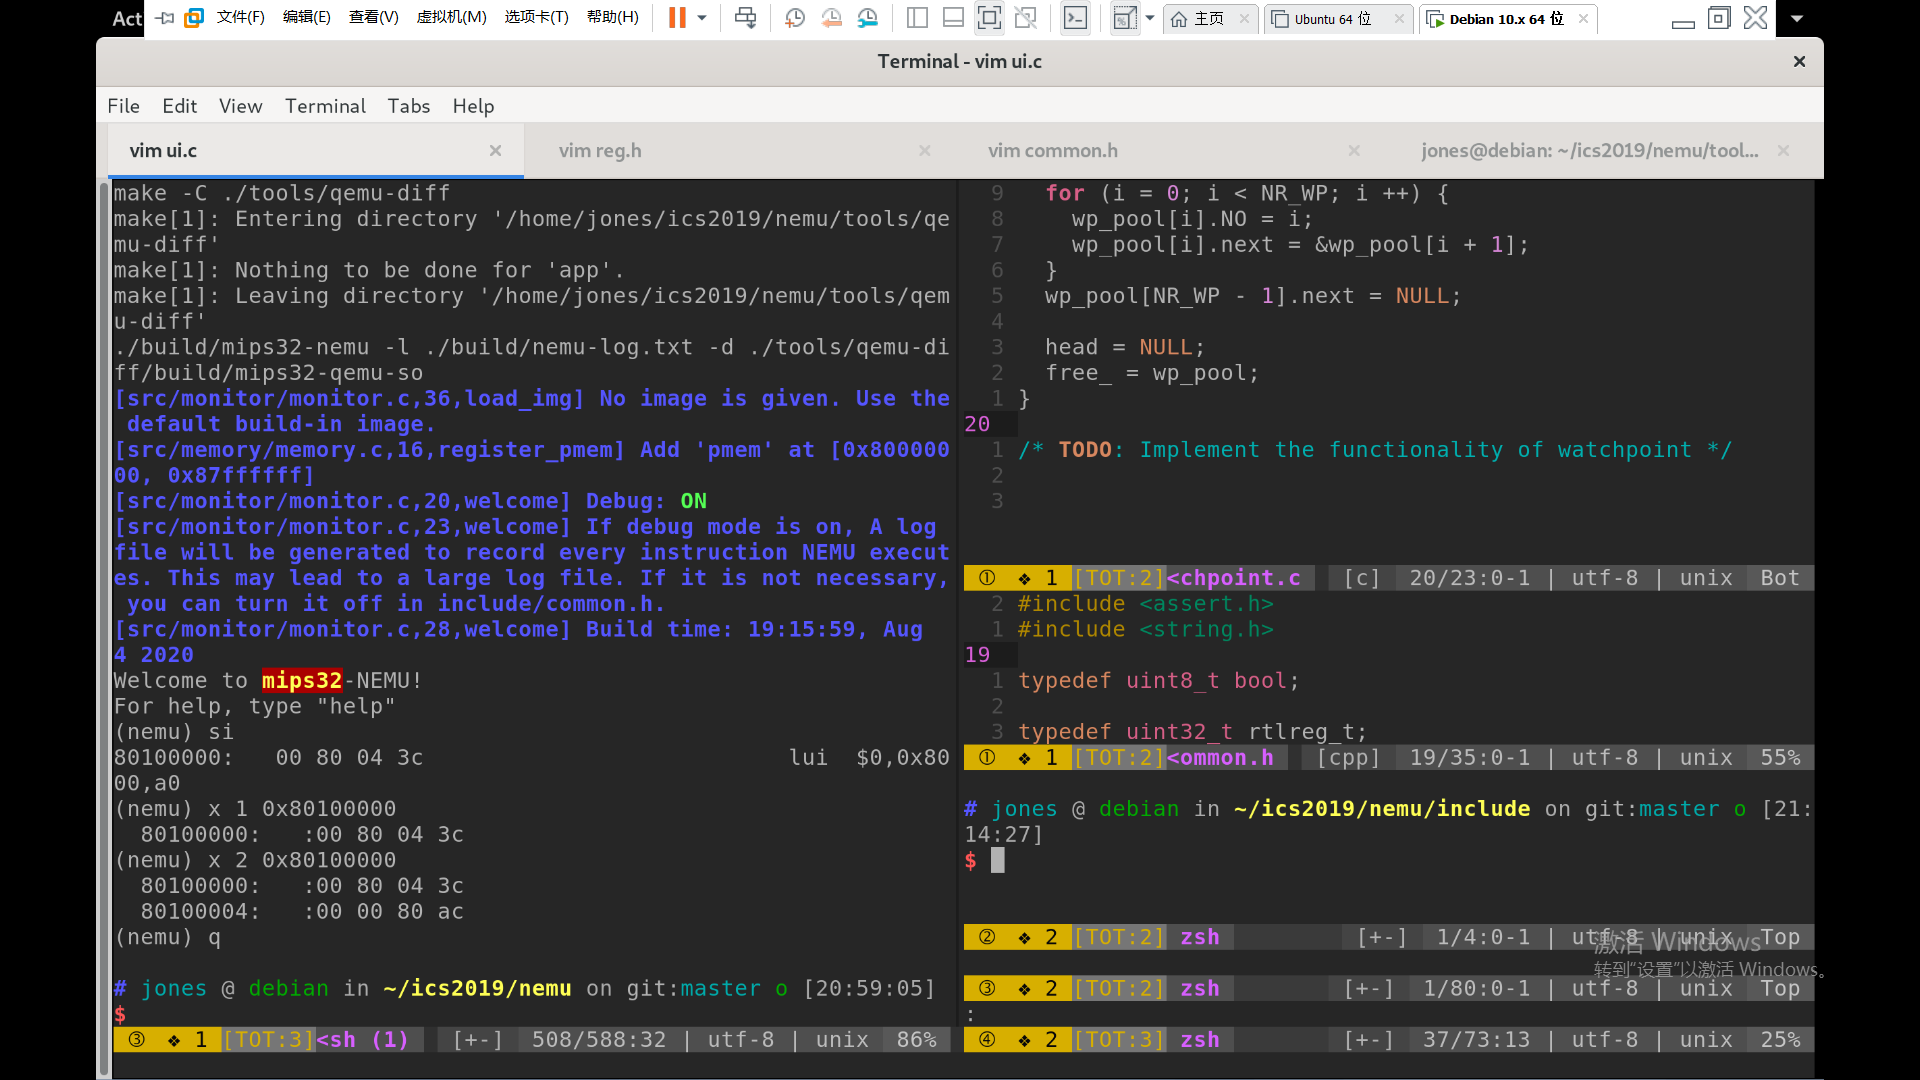 Act
文件(F) 编辑(E) 查看(V) 虚拟机(M) 选项卡(T) 帮助(H)
主页 Ubuntu 64 位 Debian 10.x 64 位
Terminal - vim ui.c
File Edit View Terminal Tabs Help
vim ui.c
vim reg.h
vim common.h
jones@debian: ~/ics2019/nemu/tool...
make -C ./tools/qemu-diff
make[1]: Entering directory '/home/jones/ics2019/nemu/tools/qe
mu-diff'
make[1]: Nothing to be done for 'app'.
make[1]: Leaving directory '/home/jones/ics2019/nemu/tools/qem
u-diff'
./build/mips32-nemu -l ./build/nemu-log.txt -d ./tools/qemu-di
ff/build/mips32-qemu-so
[src/monitor/monitor.c,36,load_img] No image is given. Use the
 default build-in image.
[src/memory/memory.c,16,register_pmem] Add 'pmem' at [0x800000
00, 0x87ffffff]
[src/monitor/monitor.c,20,welcome] Debug: ON
[src/monitor/monitor.c,23,welcome] If debug mode is on, A log
file will be generated to record every instruction NEMU execut
es. This may lead to a large log file. If it is not necessary,
 you can turn it off in include/common.h.
[src/monitor/monitor.c,28,welcome] Build time: 19:15:59, Aug
4 2020
Welcome to mips32-NEMU!
For help, type "help"
(nemu) si
80100000:   00 80 04 3c                           lui  $0,0x80
00,a0
(nemu) x 1 0x80100000
  80100000:   :00 80 04 3c
(nemu) x 2 0x80100000
  80100000:   :00 80 04 3c
  80100004:   :00 00 80 ac
(nemu) q
# jones @ debian in ~/ics2019/nemu on git:master o [20:59:05]
$
③ ❖ 1 [TOT:3]<sh (1) [+-] 508/588:32 | utf-8 | unix 86%
9   for (i = 0; i < NR_WP; i ++) {
8     wp_pool[i].NO = i;
7     wp_pool[i].next = &wp_pool[i + 1];
6   }
5   wp_pool[NR_WP - 1].next = NULL;
4
3   head = NULL;
2   free_ = wp_pool;
1 }
20
1 /* TODO: Implement the functionality of watchpoint */
2
3
① ❖ 1 [TOT:2]<chpoint.c [c] 20/23:0-1 | utf-8 | unix Bot
2 #include <assert.h>
1 #include <string.h>
19
1 typedef uint8_t bool;
2
3 typedef uint32_t rtlreg_t;
① ❖ 1 [TOT:2]<ommon.h [cpp] 19/35:0-1 | utf-8 | unix 55%
# jones @ debian in ~/ics2019/nemu/include on git:master o [21:
14:27]
$
② ❖ 2 [TOT:2] zsh [+-] 1/4:0-1 | utf-8 | unix Top
激活 Windows
转到“设置”以激活 Windows。
③ ❖ 2 [TOT:2] zsh [+-] 1/80:0-1 | utf-8 | unix Top
:
④ ❖ 2 [TOT:3] zsh [+-] 37/73:13 | utf-8 | unix 25%